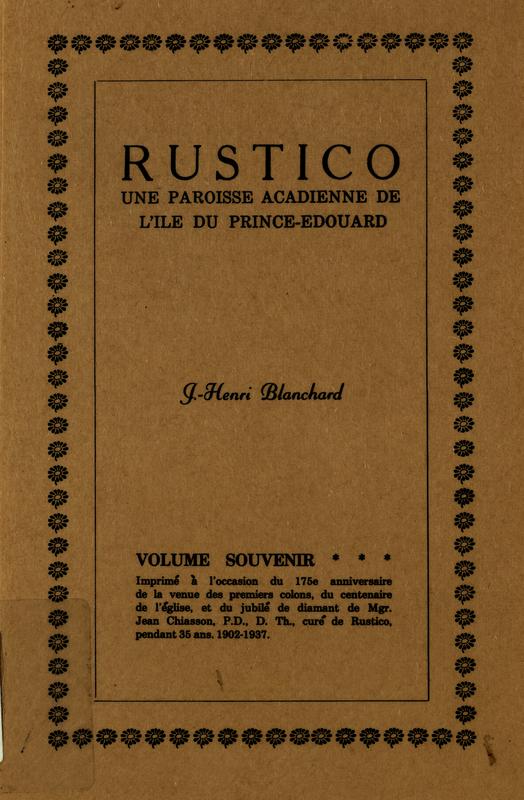 RUSTICO
UNE PAROISSE ACADIENNE DE
L'ILE DU PRINCE-EDOUARD
J.-Henri Blanchard
VOLUME SOUVENIR * * *
Imprimé à l'occasion du 175e anniversaire
de la venue des premiers colons, du centenaire
de l'église, et du jubilé de diamant de Mgr.
Jean Chiasson, P.D., D. Th., curé de Rustico,
pendant 35 ans. 1902-1937.